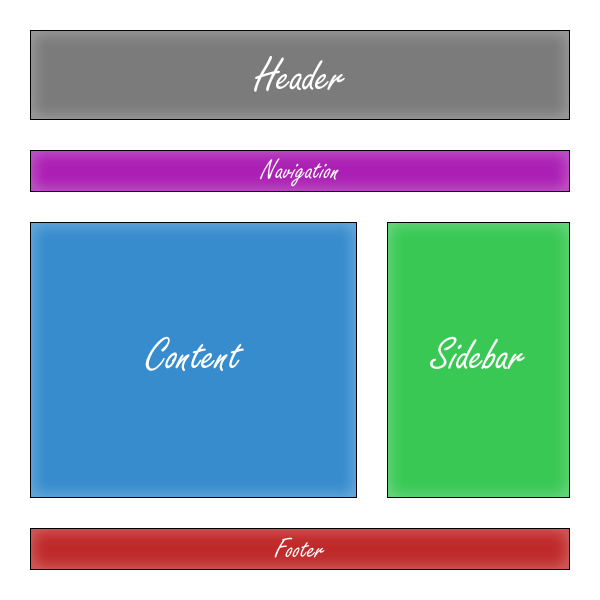 Header
Navigation
Content
Sidebar
Footer